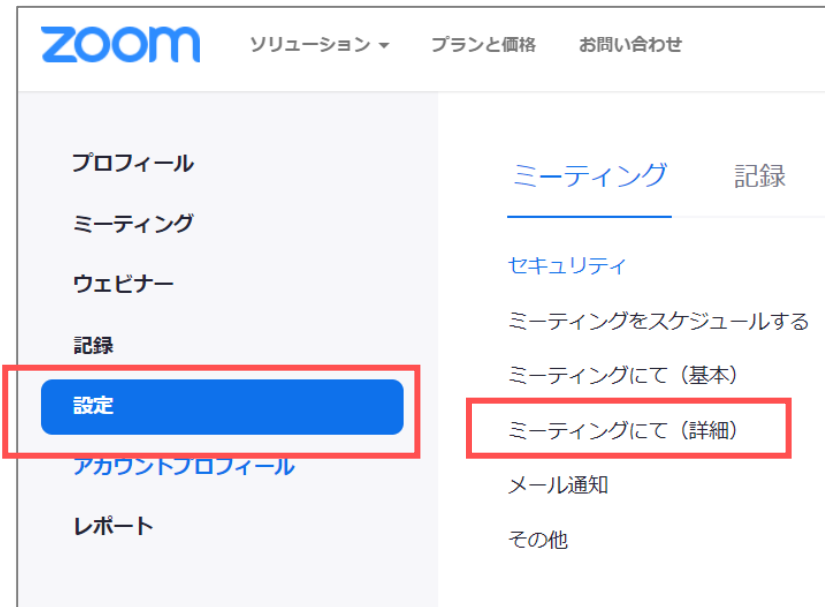 zoom ソリューション プランと価格 お問い合わせ
プロフィール
ミーティング
ウェビナー
記録
設定
アカウントプロフィール
レポート
ミーティング 記録
セキュリティ
ミーティングをスケジュールする
ミーティングにて（基本）
ミーティングにて（詳細）
メール通知
その他